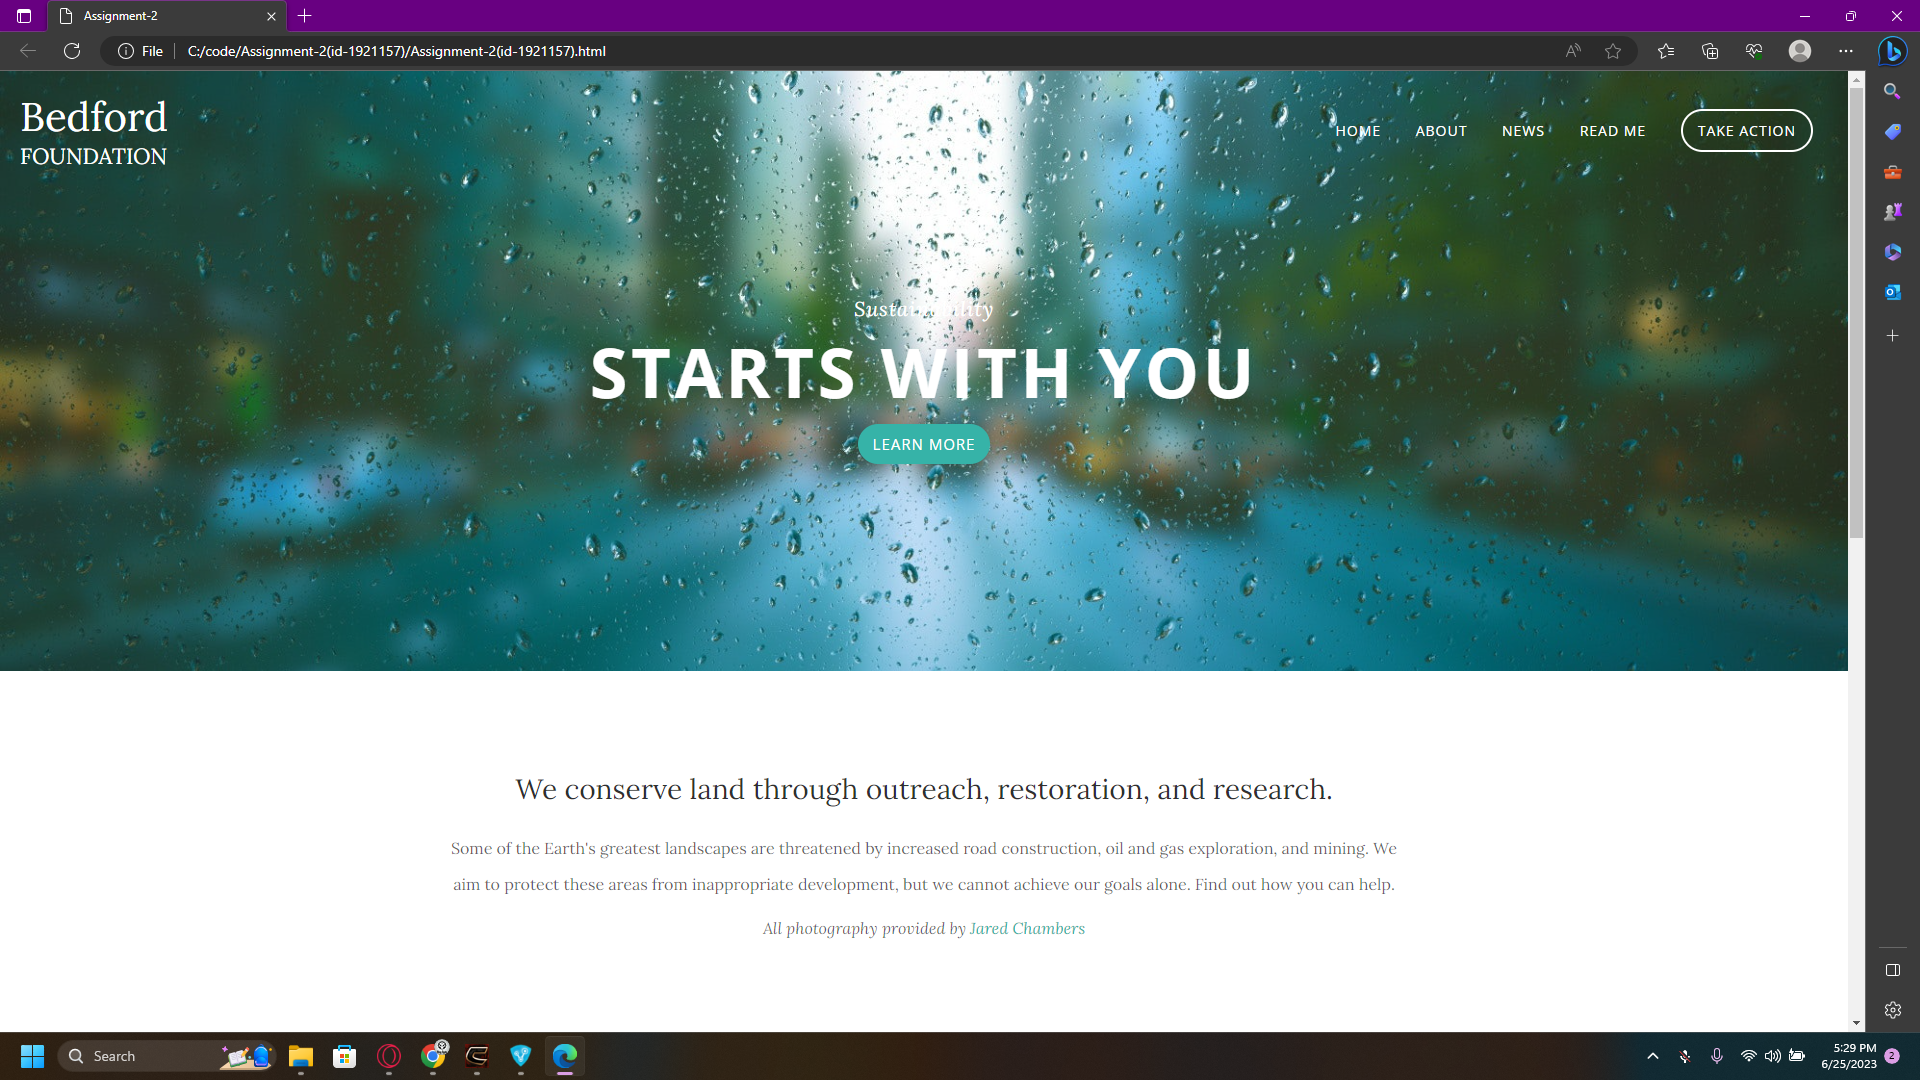 Assignment-2
File
C:/code/Assignment-2(id-1921157)/Assignment-2(id-1921157).html
Bedford
FOUNDATION
HOME ABOUT NEWS READ ME TAKE ACTION
Sustainability
STARTS WITH YOU
LEARN MORE
We conserve land through outreach, restoration, and research.
Some of the Earth's greatest landscapes are threatened by increased road construction, oil and gas exploration, and mining. We
aim to protect these areas from inappropriate development, but we cannot achieve our goals alone. Find out how you can help.
All photography provided by Jared Chambers
Search
5:29 PM
6/25/2023
2